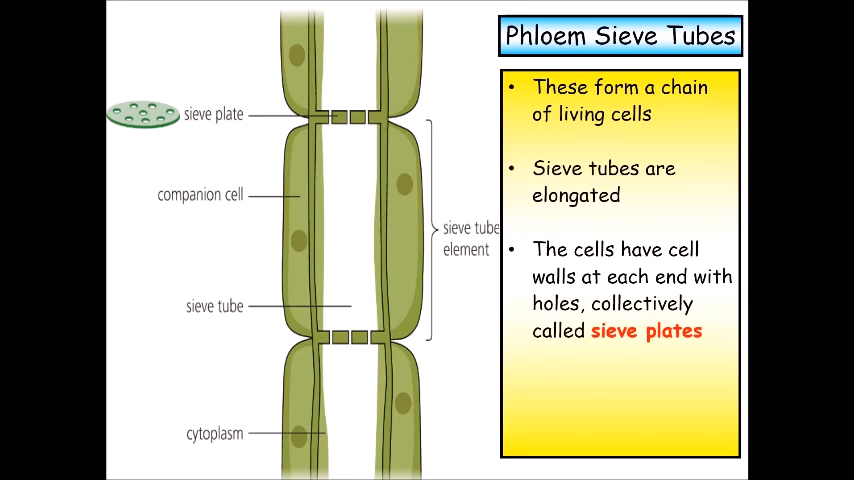 Phloem Sieve Tubes
sieve plate
companion cell
sieve tube
element
sieve tube
cytoplasm
• These form a chain
of living cells
• Sieve tubes are
elongated
• The cells have cell
walls at each end with
holes, collectively
called sieve plates